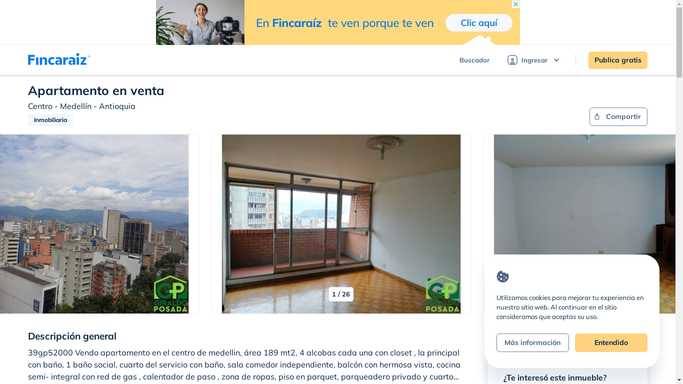 En Fincaraíz te ven porque te ven
Clic aquí
Fincaraíz
Buscador
Ingresar
Publica gratis
Apartamento en venta
Centro - Medellín - Antioquia
Inmobiliaria
Compartir
GP
GIRALDO
POSADA
1 / 26
GP
POSADA
Utilizamos cookies para mejorar tu experiencia en
nuestro sitio web. Al continuar en el sitio
consideramos que aceptas su uso.
Más información
Entendido
Descripción general
39gp52000 Vendo apartamento en el centro de medellin, área 189 mt2, 4 alcobas cada una con closet , la principal
con baño, 1 baño social, cuarto del servicio con baño, sala comedor independiente, balcón con hermosa vista, cocina
semi- integral con red de gas , calentador de paso , zona de ropas, piso en parquet, parqueadero privado y cuarto...
¿Te interesó este inmueble?